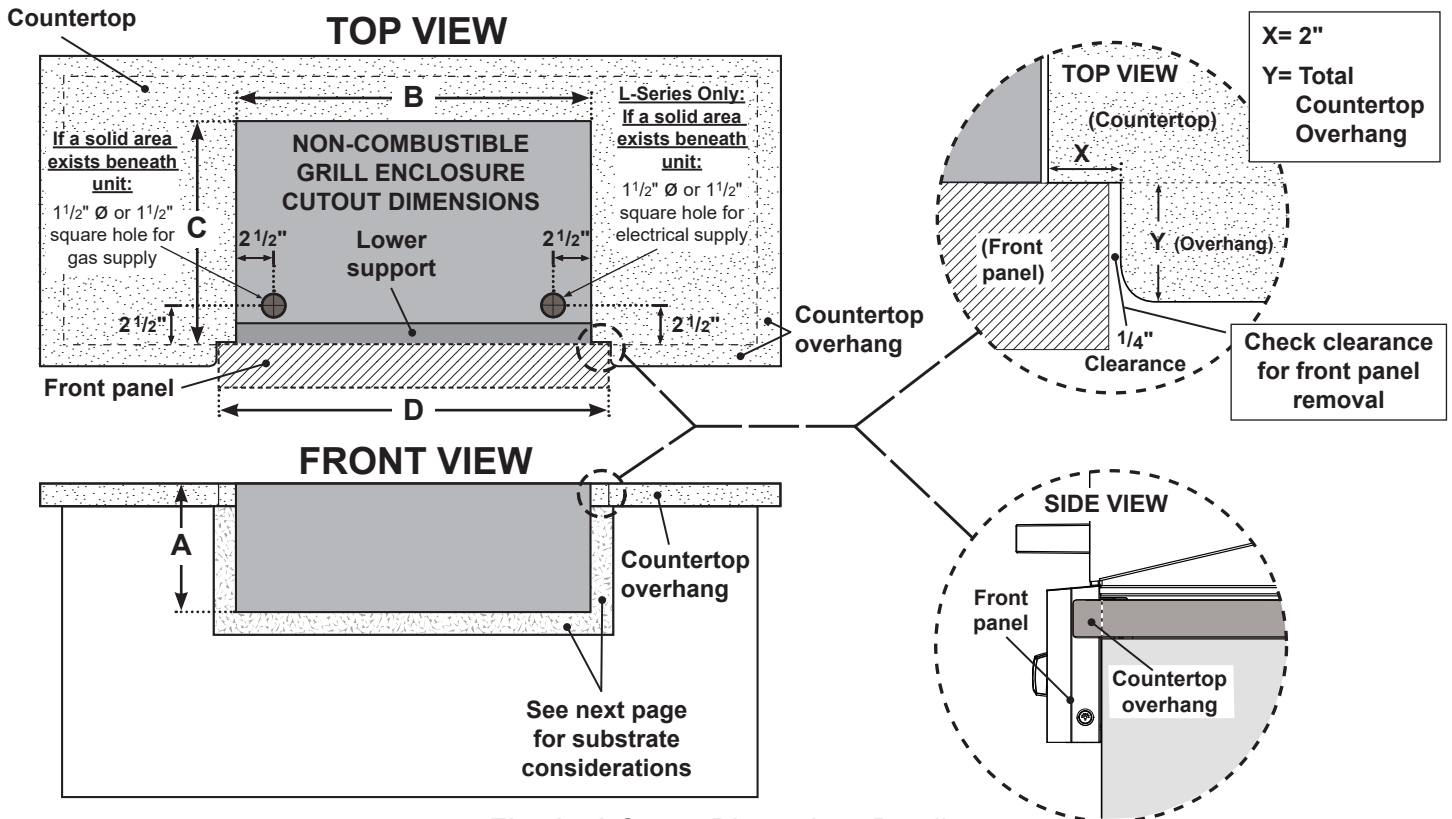 Countertop
TOP VIEW
B
If a solid area
exists beneath
unit:
1 1/2" Ø or 1 1/2"
square hole for
gas supply
C
NON-COMBUSTIBLE
GRILL ENCLOSURE
CUTOUT DIMENSIONS
L-Series Only:
If a solid area
exists beneath
unit:
1 1/2" Ø or 1 1/2"
square hole for
electrical supply
2 1/2"
Lower
support
2 1/2"
2 1/2"
2 1/2"
Countertop
overhang
Front panel
D
TOP VIEW
(Countertop)
X
(Front
panel)
Y (Overhang)
1/4"
Clearance
X= 2"
Y= Total
Countertop
Overhang
Check clearance
for front panel
removal
FRONT VIEW
A
Countertop
overhang
See next page
for substrate
considerations
SIDE VIEW
Front
panel
Countertop
overhang